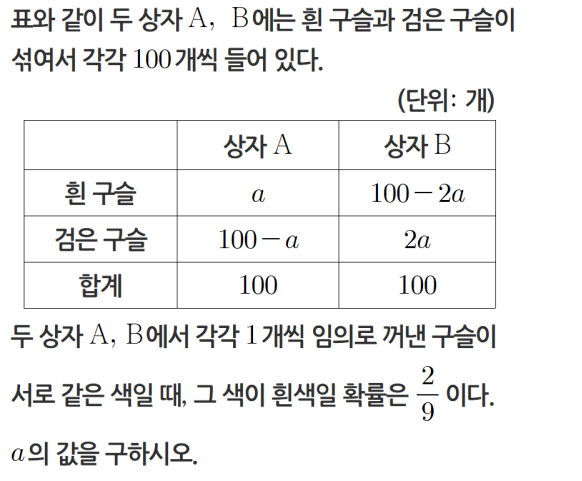 표와 같이 두 상자 A, B에는 흰 구슬과 검은 구슬이
섞여서 각각 100개씩 들어 있다.
(단위: 개)
상자 A 상자 B
흰 구슬 a 100-2a
검은 구슬 100-a 2a
합계 100 100
두 상자 A, B에서 각각 1개씩 임의로 꺼낸 구슬이
서로 같은 색일 때, 그 색이 흰색일 확률은 2/9 이다.
a의 값을 구하시오.